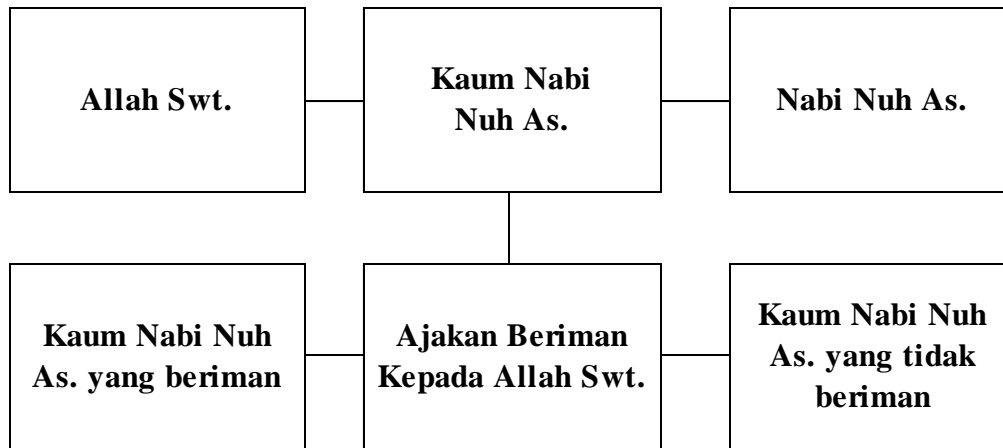 Allah Swt.
Kaum Nabi
Nuh As.
Nabi Nuh As.
Kaum Nabi Nuh
As. yang beriman
Ajakan Beriman
Kepada Allah Swt.
Kaum Nabi Nuh
As. yang tidak
beriman